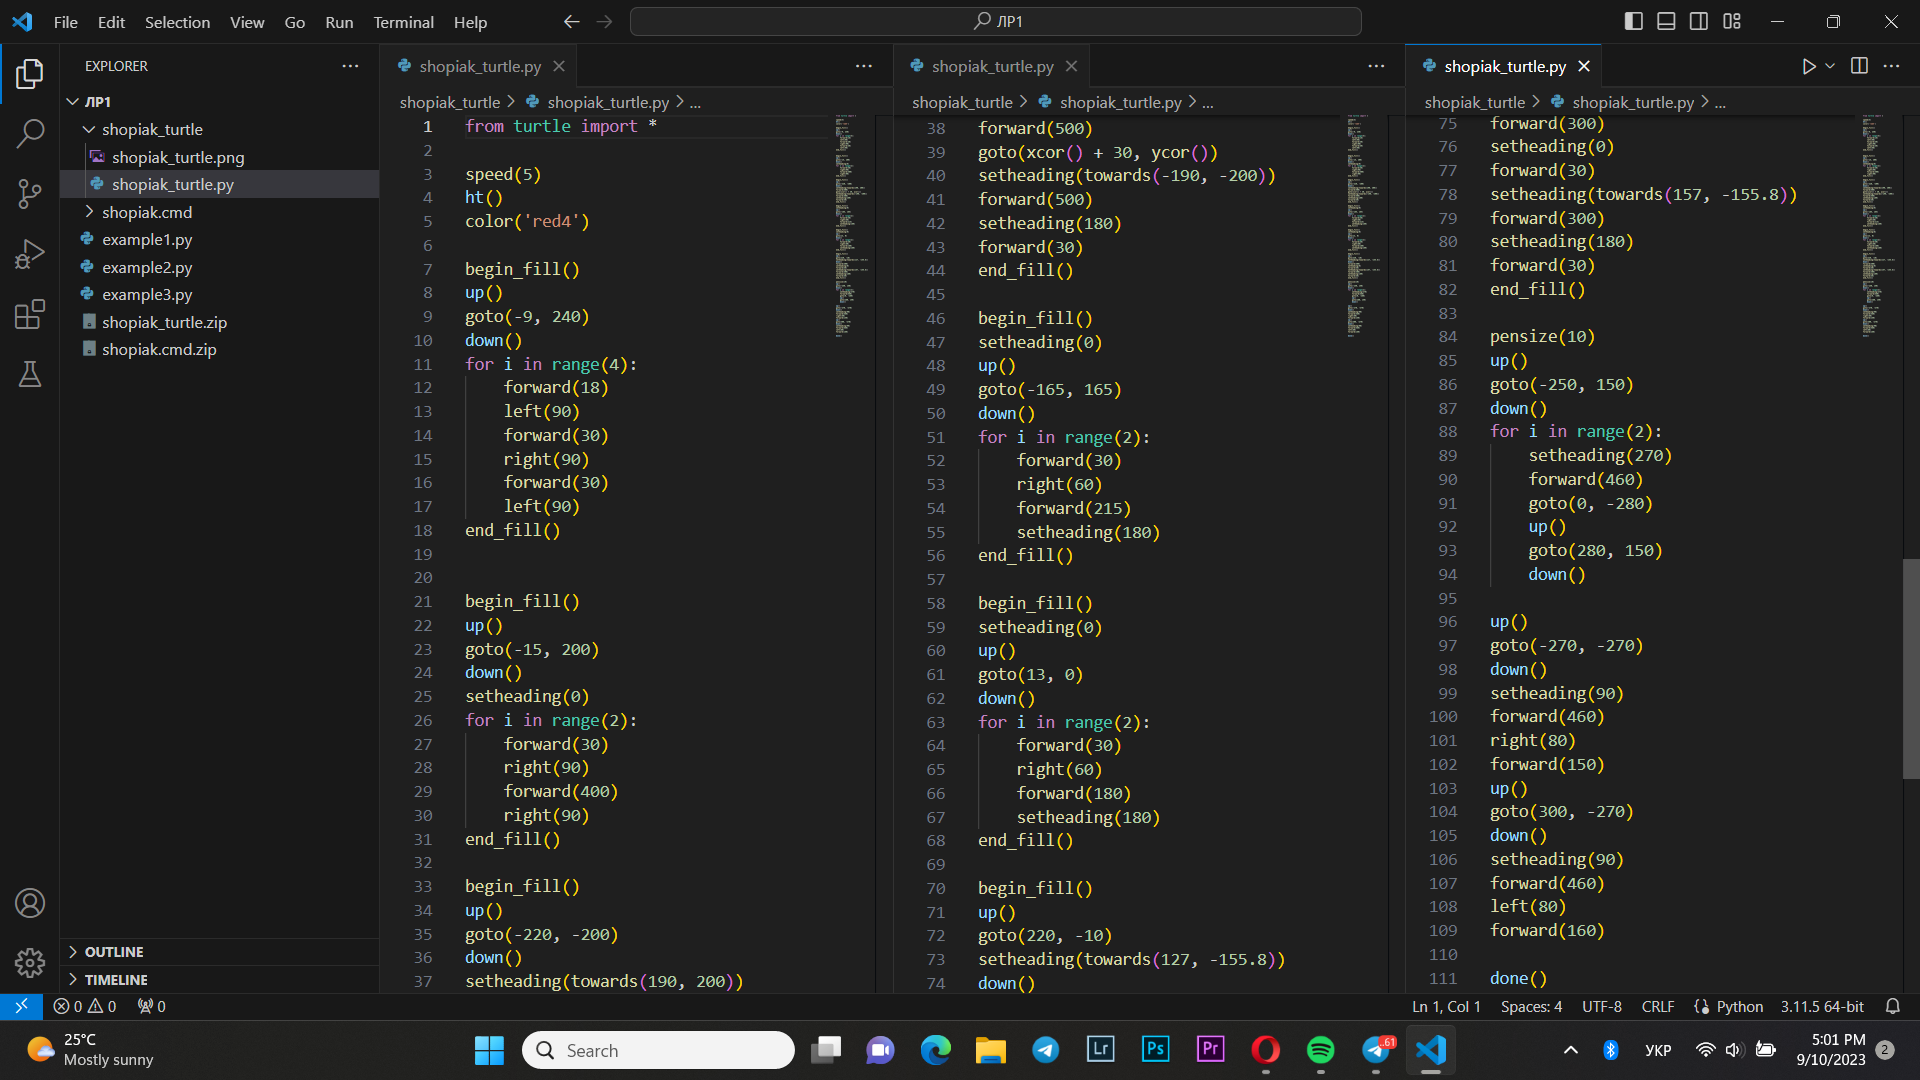 File Edit Selection View Go Run Terminal Help
ЛР1
EXPLORER
ЛР1
shopiak_turtle
shopiak_turtle.png
shopiak_turtle.py
shopiak.cmd
example1.py
example2.py
example3.py
shopiak_turtle.zip
shopiak.cmd.zip
OUTLINE
TIMELINE
shopiak_turtle.py
shopiak_turtle > shopiak_turtle.py > ...
1 from turtle import *
2
3 speed(5)
4 ht()
5 color('red4')
6
7 begin_fill()
8 up()
9 goto(-9, 240)
10 down()
11 for i in range(4):
12 forward(18)
13 left(90)
14 forward(30)
15 right(90)
16 forward(30)
17 left(90)
18 end_fill()
19
20
21 begin_fill()
22 up()
23 goto(-15, 200)
24 down()
25 setheading(0)
26 for i in range(2):
27 forward(30)
28 right(90)
29 forward(400)
30 right(90)
31 end_fill()
32
33 begin_fill()
34 up()
35 goto(-220, -200)
36 down()
37 setheading(towards(190, 200))
shopiak_turtle.py
shopiak_turtle > shopiak_turtle.py > ...
38 forward(500)
39 goto(xcor() + 30, ycor())
40 setheading(towards(-190, -200))
41 forward(500)
42 setheading(180)
43 forward(30)
44 end_fill()
45
46 begin_fill()
47 setheading(0)
48 up()
49 goto(-165, 165)
50 down()
51 for i in range(2):
52 forward(30)
53 right(60)
54 forward(215)
55 setheading(180)
56 end_fill()
57
58 begin_fill()
59 setheading(0)
60 up()
61 goto(13, 0)
62 down()
63 for i in range(2):
64 forward(30)
65 right(60)
66 forward(180)
67 setheading(180)
68 end_fill()
69
70 begin_fill()
71 up()
72 goto(220, -10)
73 setheading(towards(127, -155.8))
74 down()
shopiak_turtle.py
shopiak_turtle > shopiak_turtle.py > ...
75 forward(300)
76 setheading(0)
77 forward(30)
78 setheading(towards(157, -155.8))
79 forward(300)
80 setheading(180)
81 forward(30)
82 end_fill()
83
84 pensize(10)
85 up()
86 goto(-250, 150)
87 down()
88 for i in range(2):
89 setheading(270)
90 forward(460)
91 goto(0, -280)
92 up()
93 goto(280, 150)
94 down()
95
96 up()
97 goto(-270, -270)
98 down()
99 setheading(90)
100 forward(460)
101 right(80)
102 forward(150)
103 up()
104 goto(300, -270)
105 down()
106 setheading(90)
107 forward(460)
108 left(80)
109 forward(160)
110
111 done()
0 0 0
Ln 1, Col 1 Spaces: 4 UTF-8 CRLF Python 3.11.5 64-bit
25°C
Mostly sunny
Search
Lr Ps Pr
61
УКР
5:01 PM
9/10/2023
2